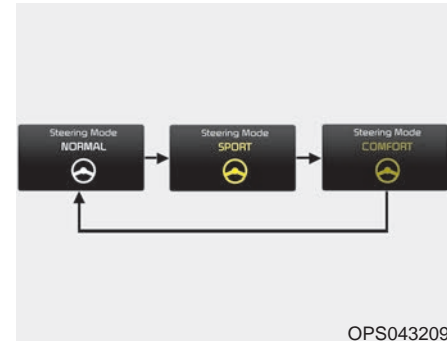 Steering Mode
NORMAL
Steering Mode
SPORT
Steering Mode
COMFORT
OPS043209